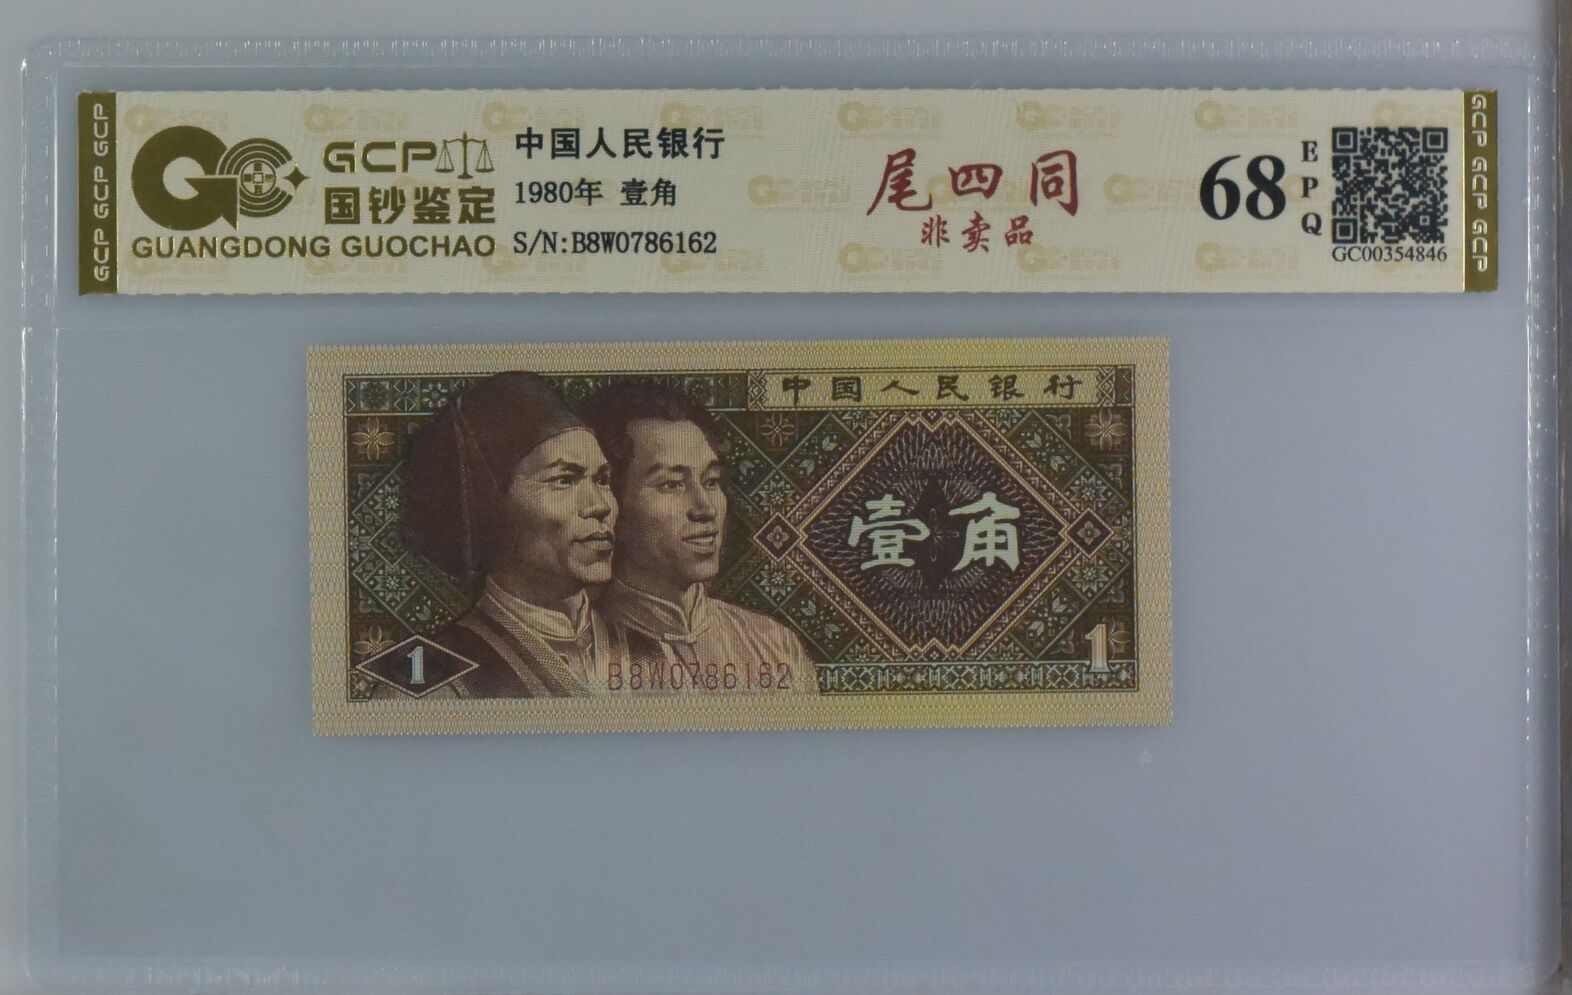 GCP GCP GCP
GCP
国钞鉴定
GUANGDONG GUOCHAO
中国人民银行
1980年 壹角
S/N:B8W0786162
尾四同
非卖品
68
EPQ
GC00354846
GCP GCP GCP
中国人民银行
壹角
1
B8W0786162
1